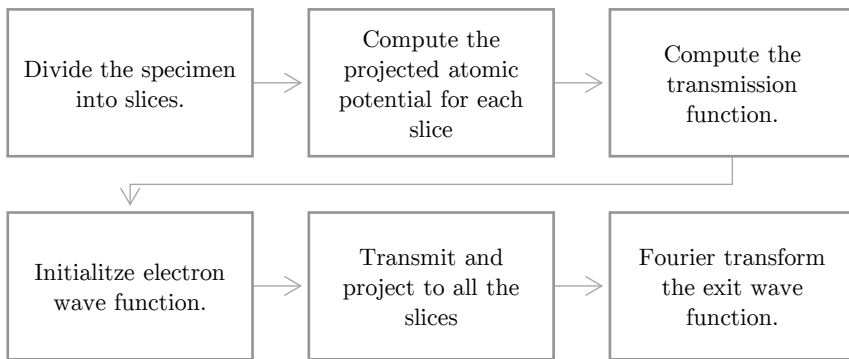 Divide the specimen
into slices.
Compute the
projected atomic
potential for each
slice
Compute the
transmission
function.
Initialitze electron
wave function.
Transmit and
project to all the
slices
Fourier transform
the exit wave
function.